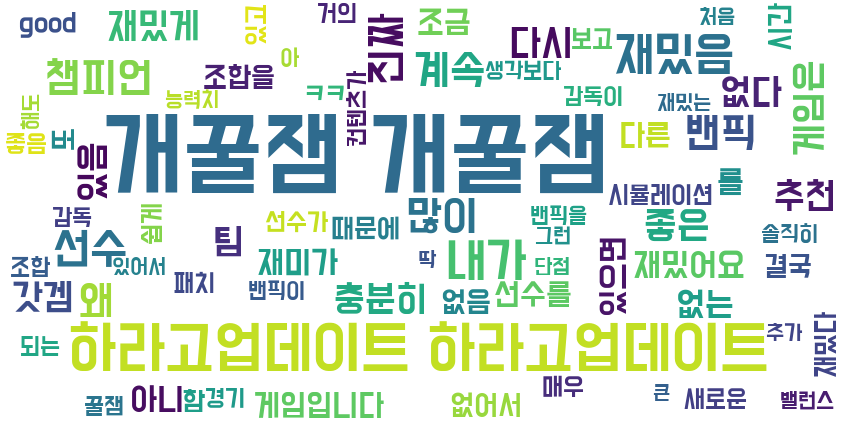 good
재밌게
있고
거의
조금
처음
시간
챔피언
조합을
아
진짜
다시
보고
재밌음
계속
생각보다
능력치
ㅋㅋ
컨텐츠가
감독이
재밌는
없다
게임은
해도
좋음
버
있음
개꿀잼 개꿀잼
다른
밴픽
를
시뮬레이션
추천
감독
쉽게
선수가
때문에
많이
밴픽을
그런
좋은
솔직히
선수
팀
재미가
내가
딱
단점
있으면
재밌어요
결국
조합
있어서
패치
밴픽이
충분히
없음
선수를
없는
갓겜
왜
되는
하라고업데이트 하라고업데이트
추가
재밌다
꿀잼
아니
함
경기
게임입니다
없어서
매우
큰
새로운
밸런스